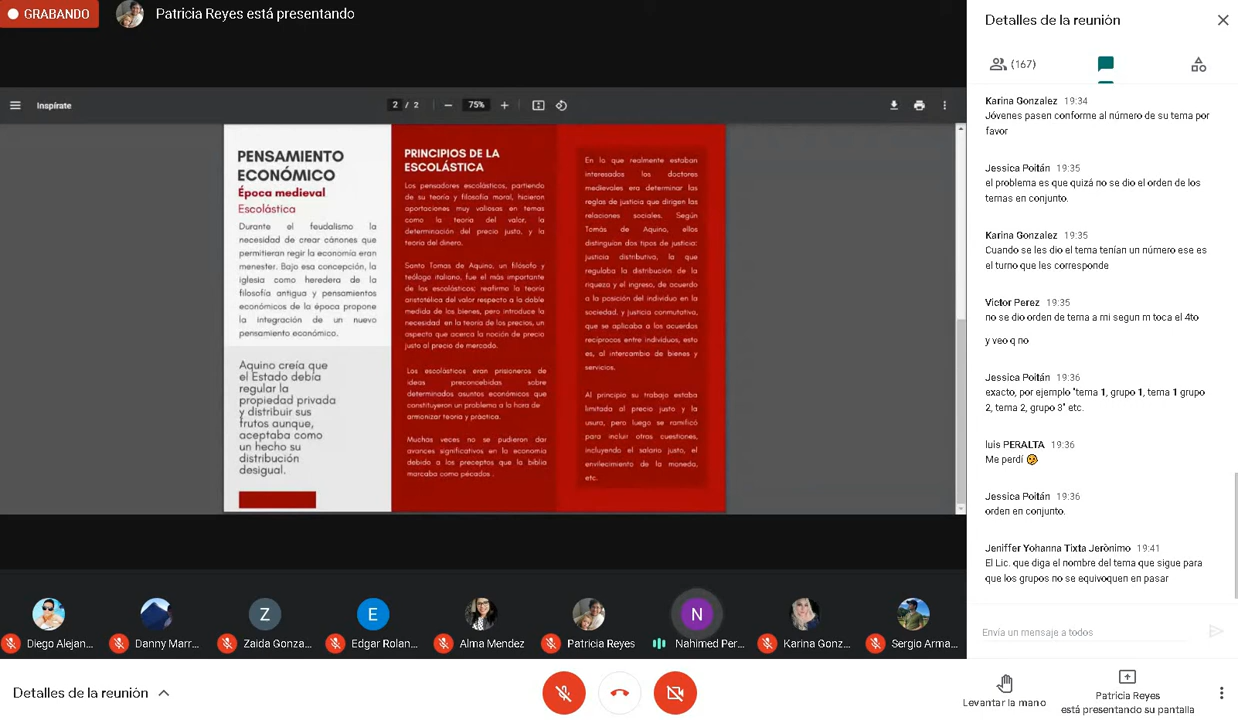 GRABANDO
Patricia Reyes está presentando
Inspírate
2 / 2
75%
PENSAMIENTO
ECONÓMICO
Época medieval
Escolástica
Durante el feudalismo la
necesidad de crear cánones que
permitieran regir la economía eran
menester. Bajo esa concepción, la
iglesia como heredera de la
filosofía antigua y pensamientos
económicos de la época propone
la integración de un nuevo
pensamiento económico.
Aquino creía que
el Estado debía
regular la
propiedad privada
y distribuir sus
frutos aunque,
aceptaba como
un hecho su
distribución
desigual.
PRINCIPIOS DE LA
ESCOLÁSTICA
Los pensadores escolásticos, partiendo
de su teoría y filosofía moral, hicieron
aportaciones muy valiosas en temas
como la teoría del valor, la
determinación del precio justo, y la
teoría del dinero.
Santo Tomas de Aquino, un filósofo y
teólogo italiano, fue el más importante
de los escolásticos; reafirmo la teoría
aristotélica del valor respecto a la doble
medida de los bienes, pero introduce la
necesidad en la teoría de los precios, un
aspecto que acerca la noción de precio
justo al precio de mercado.
Los escolásticos eran prisioneros de
ideas preconcebidas sobre
determinados asuntos económicos que
constituyeron un problema a la hora de
armonizar teoría y práctica.
Muchas veces no se pudieron dar
avances significativos en la economía
debido a los preceptos que la biblia
marcaba como pecados .
En lo que realmente estaban
interesados los doctores
medievales era determinar las
reglas de justicia que dirigen las
relaciones sociales. Según
Tomás de Aquino, ellos
distinguían dos tipos de justicia:
justicia distributiva, la que
regulaba la distribución de la
riqueza y el ingreso, de acuerdo
a la posición del individuo en la
sociedad, y justicia conmutativa,
que se aplicaba a los acuerdos
recíprocos entre individuos, esto
es, al intercambio de bienes y
servicios.
Al principio su trabajo estaba
limitado al precio justo y la
usura, pero luego se ramificó
para incluir otras cuestiones,
incluyendo el salario justo, el
envilecimiento de la moneda,
etc.
Z
E
N
Diego Alejan...
Danny Marr...
Zaida Gonza...
Edgar Rolan...
Alma Mendez
Patricia Reyes
Nahimed Per...
Karina Gonz...
Sergio Arma...
Detalles de la reunión
Levantar la mano
Patricia Reyes
está presentando su pantalla
Detalles de la reunión
(167)
Karina Gonzalez 19:34
Jóvenes pasen conforme al número de su tema por
favor
Jessica Poitán 19:35
el problema es que quizá no se dio el orden de los
temas en conjunto.
Karina Gonzalez 19:35
Cuando se les dio el tema tenían un número ese es
el turno que les corresponde
Victor Perez 19:35
no se dio orden de tema a mi segun m toca el 4to
y veo q no
Jessica Poitán 19:36
exacto, por ejemplo "tema 1, grupo 1, tema 1 grupo
2, tema 2, grupo 3" etc.
luis PERALTA 19:36
Me perdí 🤔
Jessica Poitán 19:36
orden en conjunto.
Jeniffer Yohanna Tixta Jerònimo 19:41
El Lic. que diga el nombre del tema que sigue para
que los grupos no se equivoquen en pasar
Envía un mensaje a todos